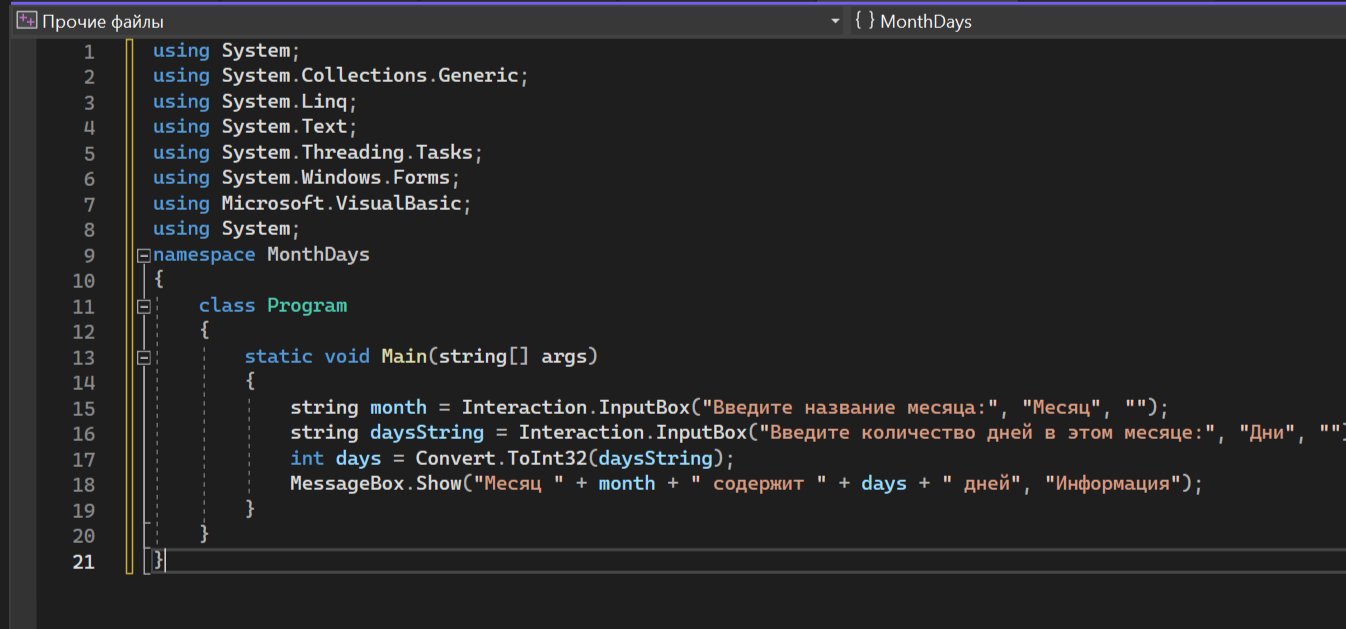 Прочие файлы
{ } MonthDays
1 using System;
2 using System.Collections.Generic;
3 using System.Linq;
4 using System.Text;
5 using System.Threading.Tasks;
6 using System.Windows.Forms;
7 using Microsoft.VisualBasic;
8 using System;
9 namespace MonthDays
10 {
11 class Program
12 {
13 static void Main(string[] args)
14 {
15 string month = Interaction.InputBox("Введите название месяца:", "Месяц", "");
16 string daysString = Interaction.InputBox("Введите количество дней в этом месяце:", "Дни", "")
17 int days = Convert.ToInt32(daysString);
18 MessageBox.Show("Месяц " + month + " содержит " + days + " дней", "Информация");
19 }
20 }
21 }